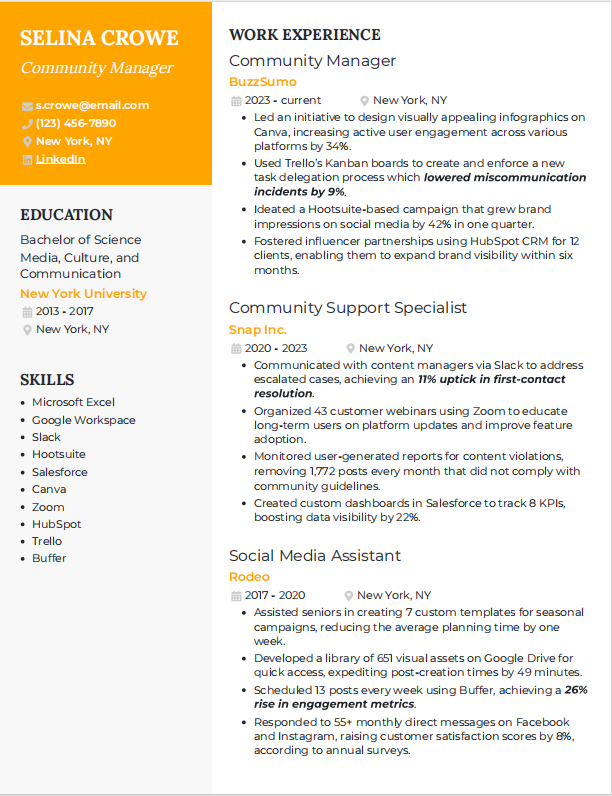 SELINA CROWE
Community Manager
s.crowe@email.com
(123) 456-7890
New York, NY
LinkedIn
EDUCATION
Bachelor of Science
Media, Culture, and
Communication
New York University
2013 - 2017
New York, NY
SKILLS
Microsoft Excel
Google Workspace
Slack
Hootsuite
Salesforce
Canva
Zoom
HubSpot
Trello
Buffer
WORK EXPERIENCE
Community Manager
BuzzSumo
2023 - current New York, NY
Led an initiative to design visually appealing infographics on
Canva, increasing active user engagement across various
platforms by 34%.
Used Trello's Kanban boards to create and enforce a new
task delegation process which lowered miscommunication
incidents by 9%.
Ideated a Hootsuite-based campaign that grew brand
impressions on social media by 42% in one quarter.
Fostered influencer partnerships using HubSpot CRM for 12
clients, enabling them to expand brand visibility within six
months.
Community Support Specialist
Snap Inc.
2020 - 2023 New York, NY
Communicated with content managers via Slack to address
escalated cases, achieving an 11% uptick in first-contact
resolution.
Organized 43 customer webinars using Zoom to educate
long-term users on platform updates and improve feature
adoption.
Monitored user-generated reports for content violations,
removing 1,772 posts every month that did not comply with
community guidelines.
Created custom dashboards in Salesforce to track 8 KPIs,
boosting data visibility by 22%.
Social Media Assistant
Rodeo
2017 - 2020 New York, NY
Assisted seniors in creating 7 custom templates for seasonal
campaigns, reducing the average planning time by one
week.
Developed a library of 651 visual assets on Google Drive for
quick access, expediting post-creation times by 49 minutes.
Scheduled 13 posts every week using Buffer, achieving a 26%
rise in engagement metrics.
Responded to 55+ monthly direct messages on Facebook
and Instagram, raising customer satisfaction scores by 8%,
according to annual surveys.